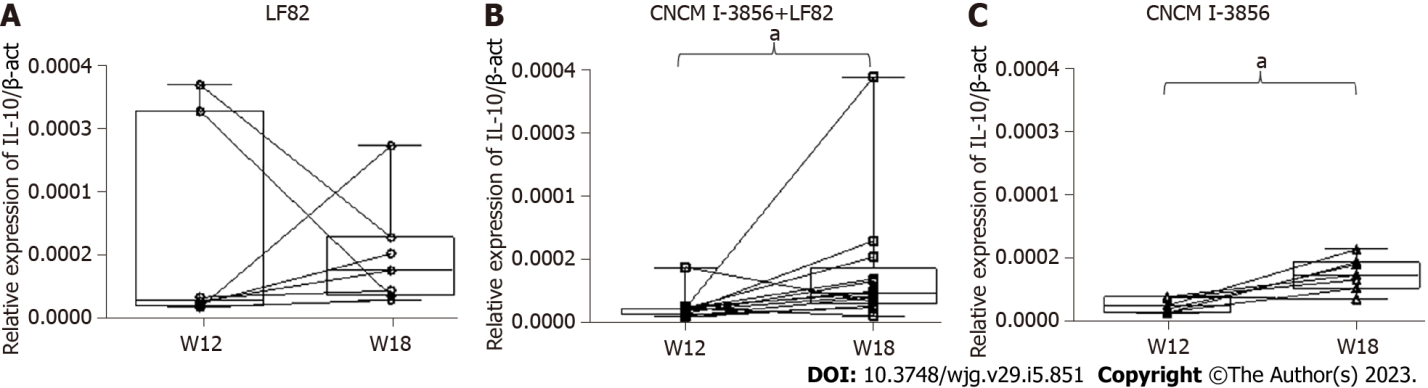 A
LF82
Relative expression of IL-10/β-act
0.0004
0.0003
0.0001
0.0002
0.0000
W12
W18
B
CNCM I-3856+LF82
a
Relative expression of IL-10/β-act
0.0004
0.0003
0.0001
0.0002
0.0000
W12
W18
C
CNCM I-3856
a
Relative expression of IL-10/β-act
0.0004
0.0003
0.0001
0.0002
0.0000
W12
W18
DOI: 10.3748/wjg.v29.i5.851 Copyright ©The Author(s) 2023.